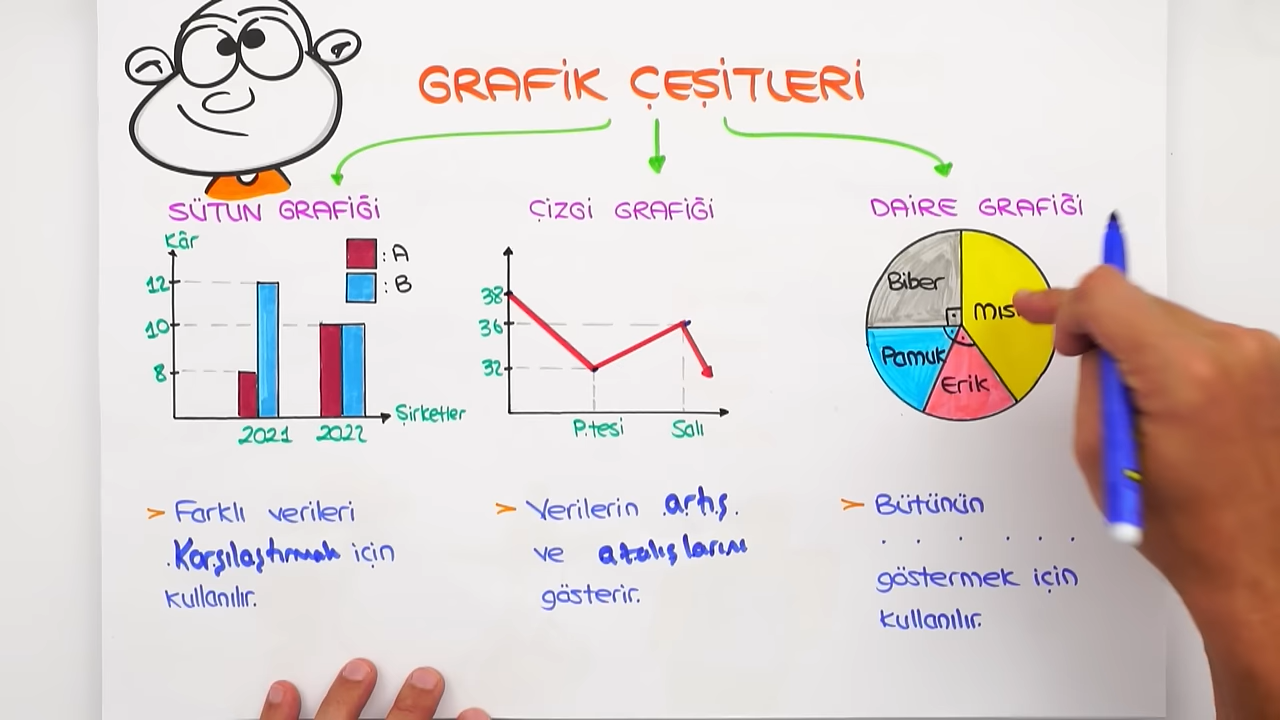 GRAFİK ÇEŞİTLERİ
SÜTUN GRAFİĞİ
Kâr
: A
: B
12
10
8
2021 2022
Şirketler
ÇİZGİ GRAFİĞİ
38
36
32
P.tesi Salı
DAİRE GRAFİĞİ
Biber
Pamuk
Erik
> Farklı verileri
Karşılaştırmak için
kullanılır.
> Verilerin artış
ve azalışlarını
gösterir.
> Bütünün
. . . . . .
göstermek için
kullanılır.